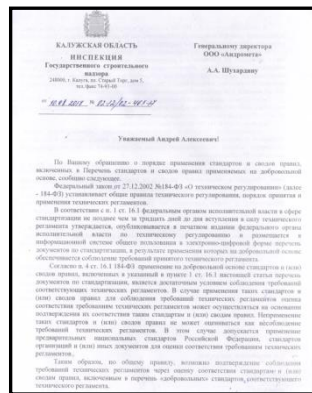 КАЛУЖСКАЯ ОБЛАСТЬ
ИНСПЕКЦИЯ
Государственного строительного
надзора
Генеральному директору
ООО «Андромета»
А.А. Шухардину
Уважаемый Андрей Алексеевич!
По Вашему обращению о порядке применения стандартов и сводов правил,
включенных в Перечень стандартов и сводов правил применяемых на добровольной
основе, сообщаю следующее.
Федеральный закон от 27.12.2002 №184-ФЗ «О техническом регулировании» (далее
- 184-ФЗ) устанавливает общие правила технического регулирования, порядок принятия и
применения технических регламентов.
В соответствии с п. 1 ст. 16.1 федеральным органом исполнительной власти в сфере
стандартизации не позднее чем за тридцать дней до дня вступления в силу технического
регламента утверждается, опубликовывается в печатном издании федерального органа
исполнительной власти по техническому регулированию и размещается в
информационной системе общего пользования в электронно-цифровой форме перечень
документов по стандартизации, в результате применения которых на добровольной основе
обеспечивается соблюдение требований принятого технического регламента.
Согласно п. 4 ст. 16.1 184-ФЗ применение на добровольной основе стандартов и (или)
сводов правил, включенных в указанный в пункте 1 ст. 16.1 настоящей статьи перечень
документов по стандартизации, является достаточным условием соблюдения требований
соответствующих технических регламентов. В случае применения таких стандартов и
(или) сводов правил для соблюдения требований технических регламентов оценка
соответствия требованиям технических регламентов может осуществляться на основании
подтверждения их соответствия таким стандартам и (или) сводам правил. Неприменение
таких стандартов и (или) сводов правил не может оцениваться как несоблюдение
требований технических регламентов. В этом случае допускается применение
предварительных национальных стандартов Российской Федерации, стандартов
организаций и (или) иных документов для оценки соответствия требованиям технических
регламентов.
Таким образом, по общему правилу, возможно подтверждение соблюдения
требований технических регламентов через оценку соответствия стандартам и (или)
сводам правил, включенным в перечень «добровольных» стандартов соответствующего
технического регламента.